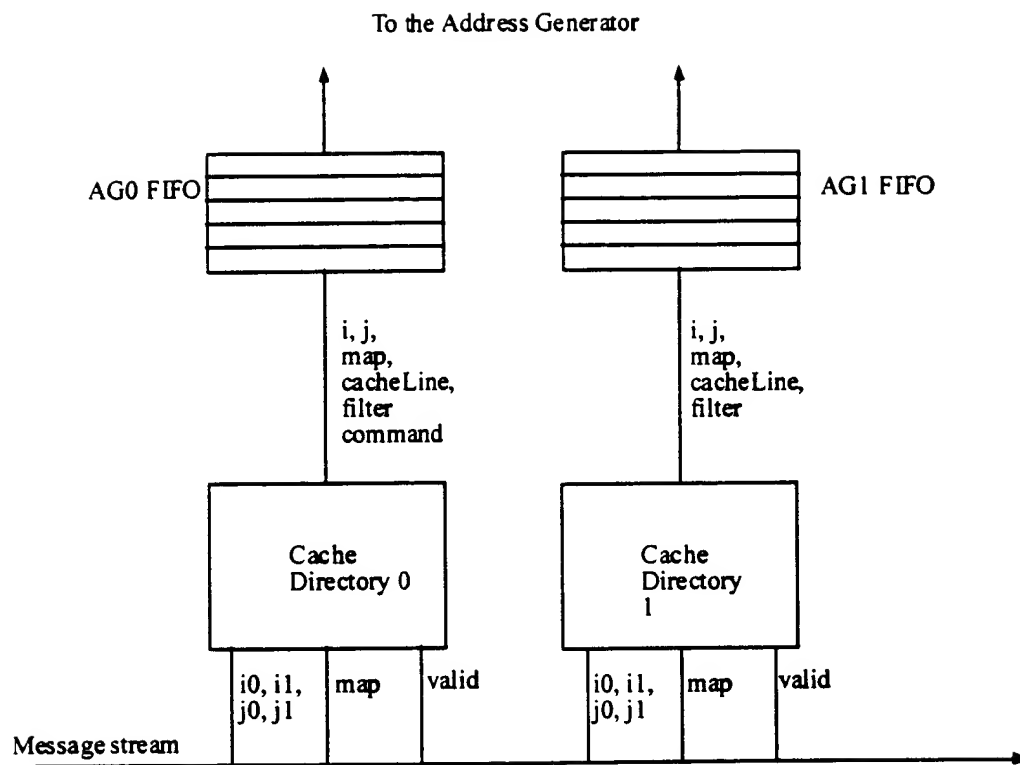 To the Address Generator
AG0 FIFO
AG1 FIFO
i, j,
map,
cacheLine,
filter
command
i, j,
map,
cacheLine,
filter
Cache
Directory 0
Cache
Directory
1
i0, i1,
j0, j1
map
valid
i0, i1,
j0, j1
map
valid
Message stream